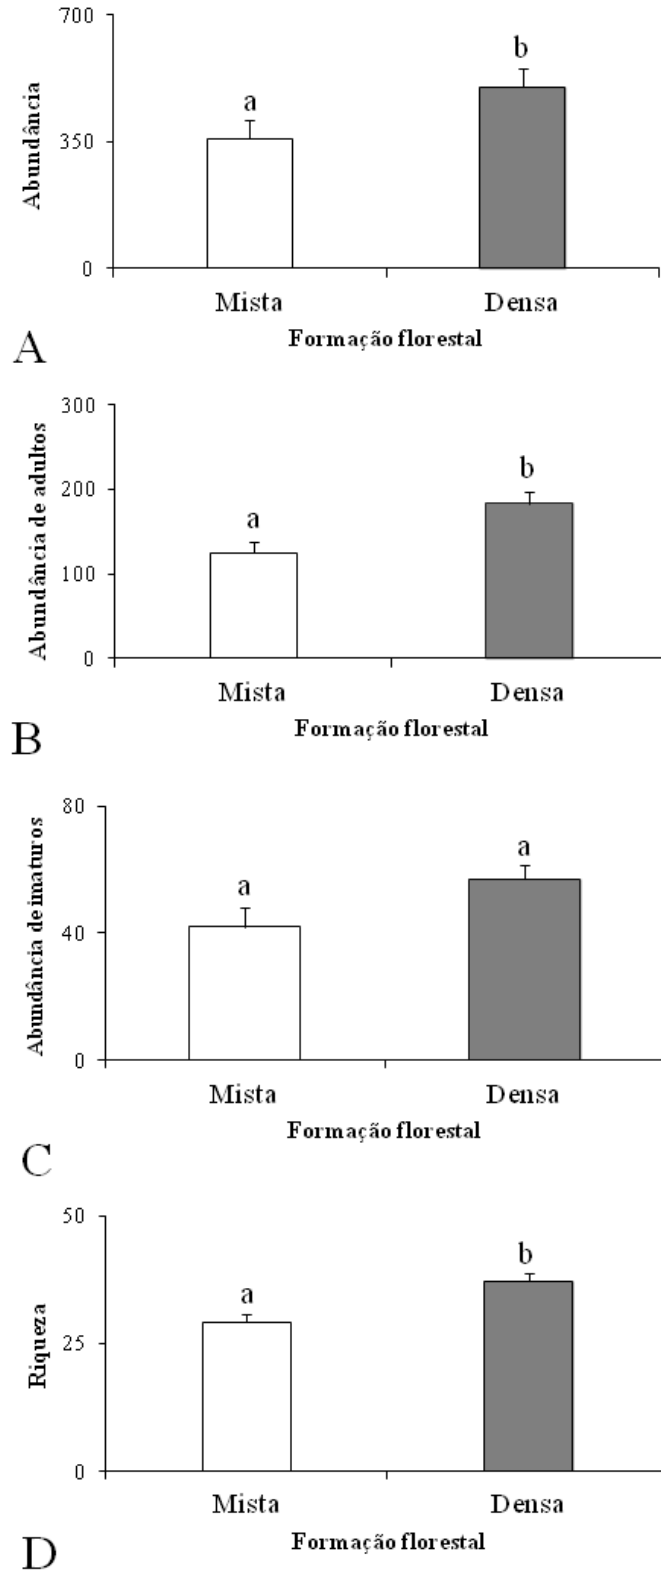 700
350
0
Abundância
a
b
Mista
Densa
Formação florestal
A
300
200
100
0
Abundância de adultos
a
b
Mista
Densa
Formação florestal
B
80
40
0
Abundância de imaturos
a
a
Mista
Densa
Formação florestal
C
50
25
0
Riqueza
a
b
Mista
Densa
Formação florestal
D